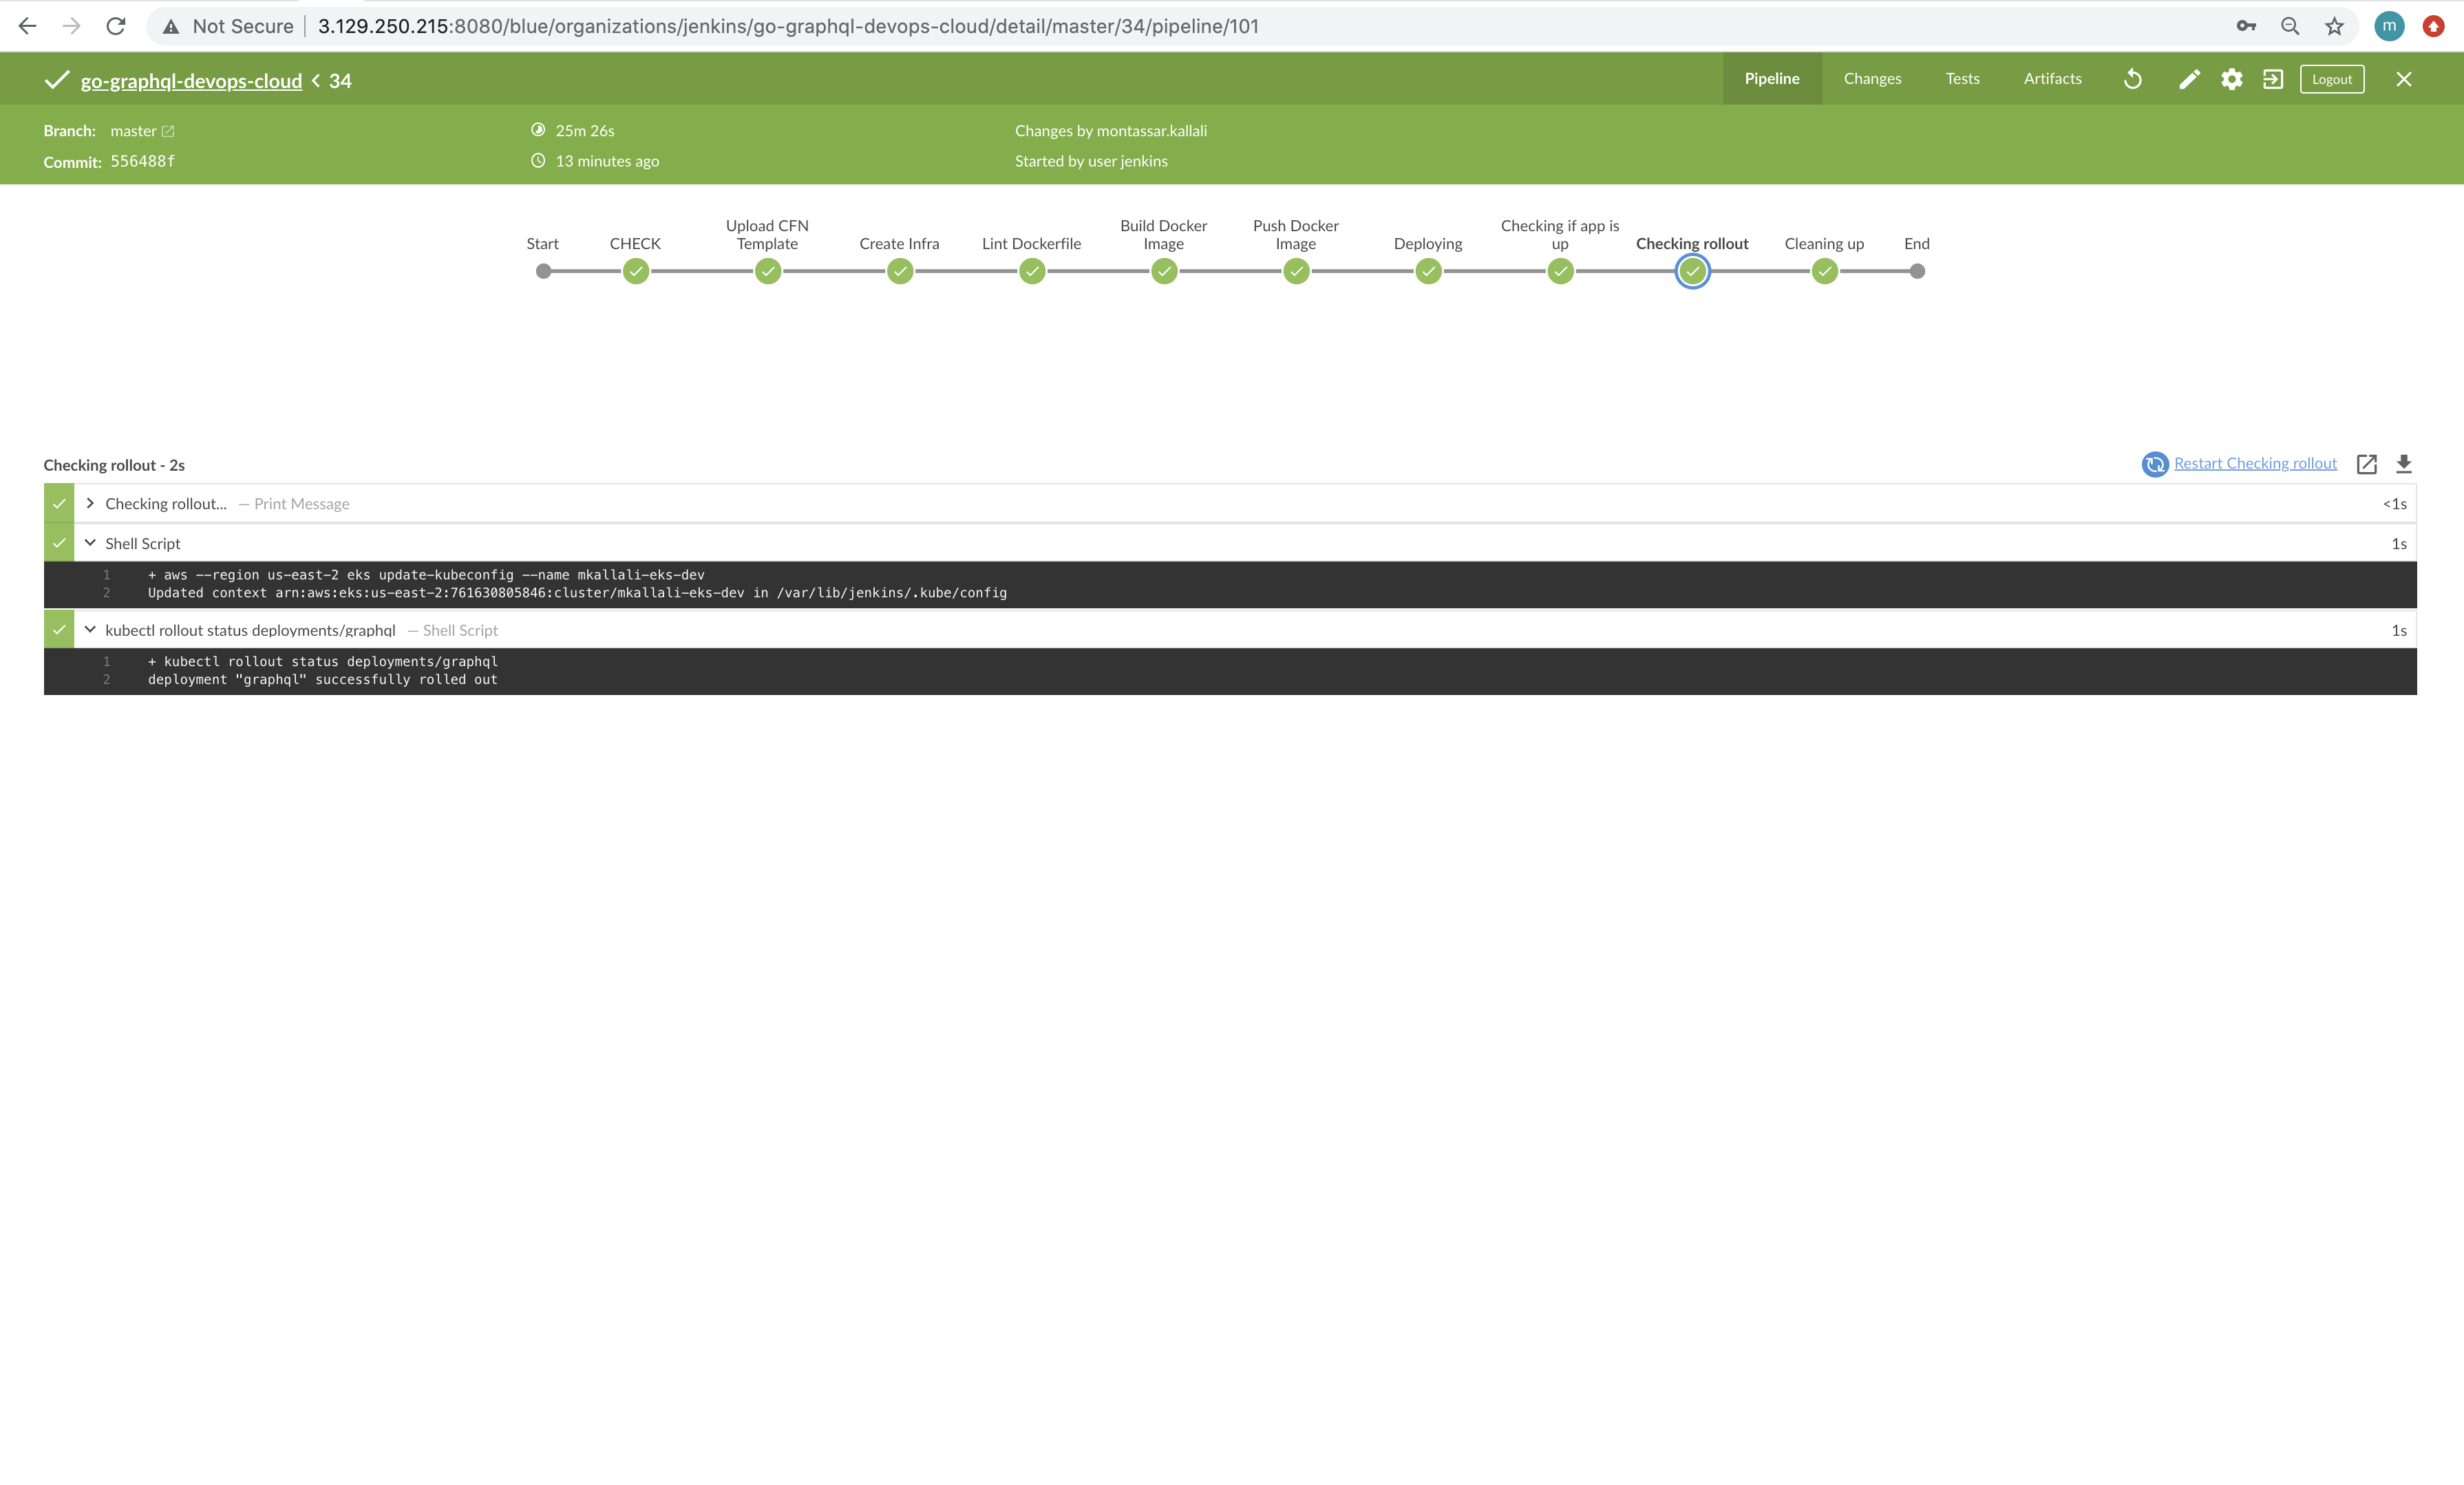 Not Secure 3.129.250.215:8080/blue/organizations/jenkins/go-graphql-devops-cloud/detail/master/34/pipeline/101
m
go-graphql-devops-cloud < 34
Pipeline Changes Tests Artifacts Logout
Branch: master 25m 26s Changes by montassar.kallali
Commit: 556488f 13 minutes ago Started by user jenkins
Start CHECK Upload CFN Template Create Infra Lint Dockerfile Build Docker Image Push Docker Image Deploying Checking if app is up Checking rollout Cleaning up End
Checking rollout - 2s Restart Checking rollout
Checking rollout... — Print Message <1s
Shell Script 1s
1 + aws --region us-east-2 eks update-kubeconfig --name mkallali-eks-dev
2 Updated context arn:aws:eks:us-east-2:761630805846:cluster/mkallali-eks-dev in /var/lib/jenkins/.kube/config
kubectl rollout status deployments/graphql — Shell Script 1s
1 + kubectl rollout status deployments/graphql
2 deployment "graphql" successfully rolled out